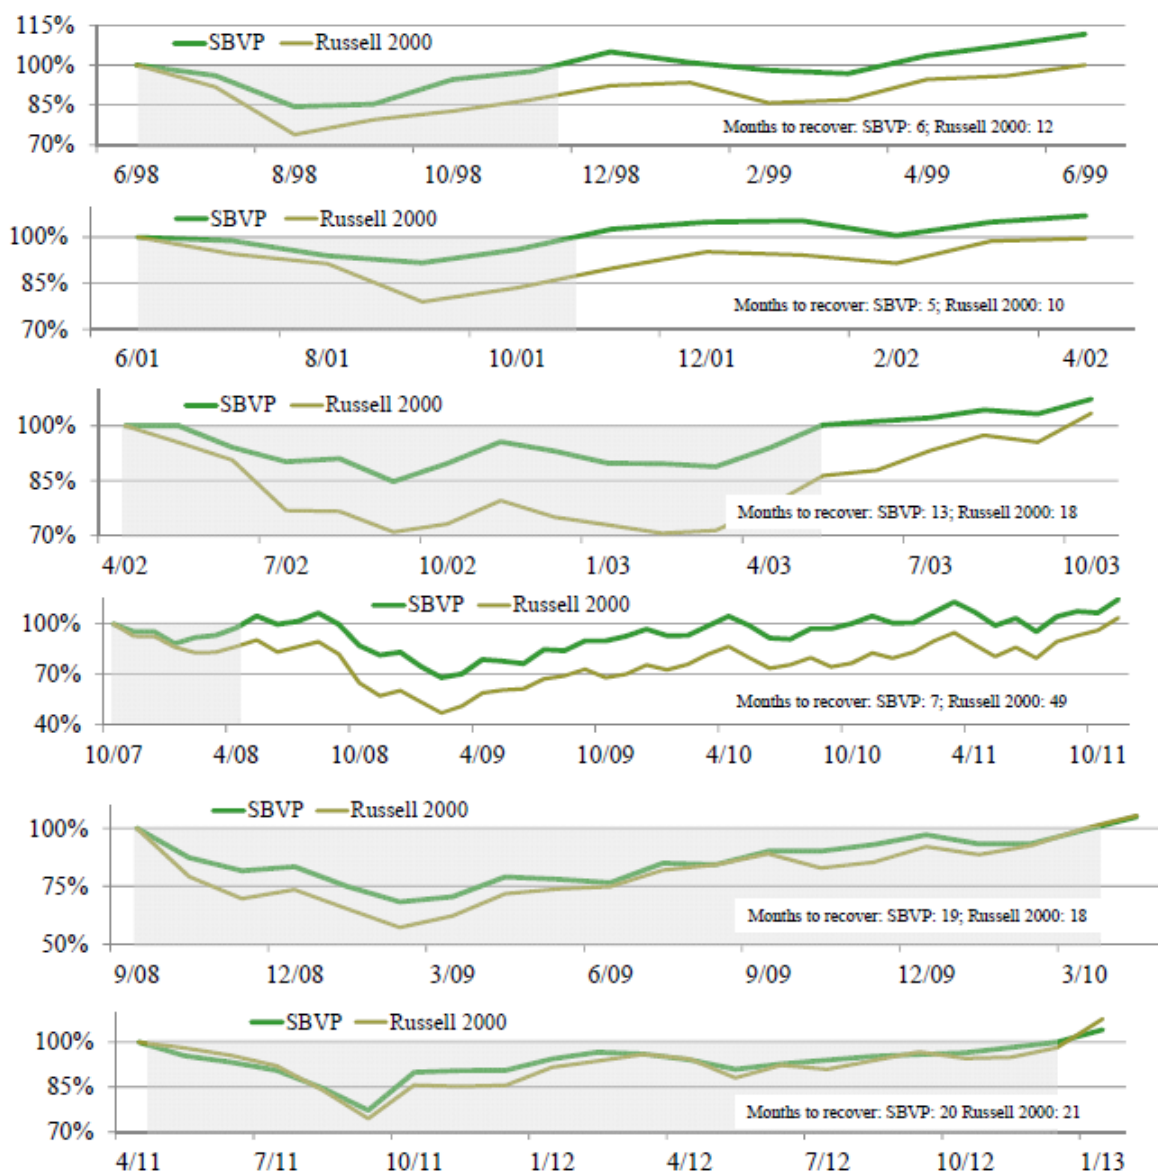 115%
SBVP Russell 2000
100%
85%
Months to recover: SBVP: 6; Russell 2000: 12
70%
6/98 8/98 10/98 12/98 2/99 4/99 6/99
SBVP Russell 2000
100%
85%
Months to recover: SBVP: 5; Russell 2000: 10
70%
6/01 8/01 10/01 12/01 2/02 4/02
SBVP Russell 2000
100%
85%
Months to recover: SBVP: 13; Russell 2000: 18
70%
4/02 7/02 10/02 1/03 4/03 7/03 10/03
SBVP Russell 2000
100%
70%
Months to recover: SBVP: 7; Russell 2000: 49
40%
10/07 4/08 10/08 4/09 10/09 4/10 10/10 4/11 10/11
SBVP Russell 2000
100%
75%
Months to recover: SBVP: 19; Russell 2000: 18
50%
9/08 12/08 3/09 6/09 9/09 12/09 3/10
SBVP Russell 2000
100%
85%
Months to recover: SBVP: 20 Russell 2000: 21
70%
4/11 7/11 10/11 1/12 4/12 7/12 10/12 1/13